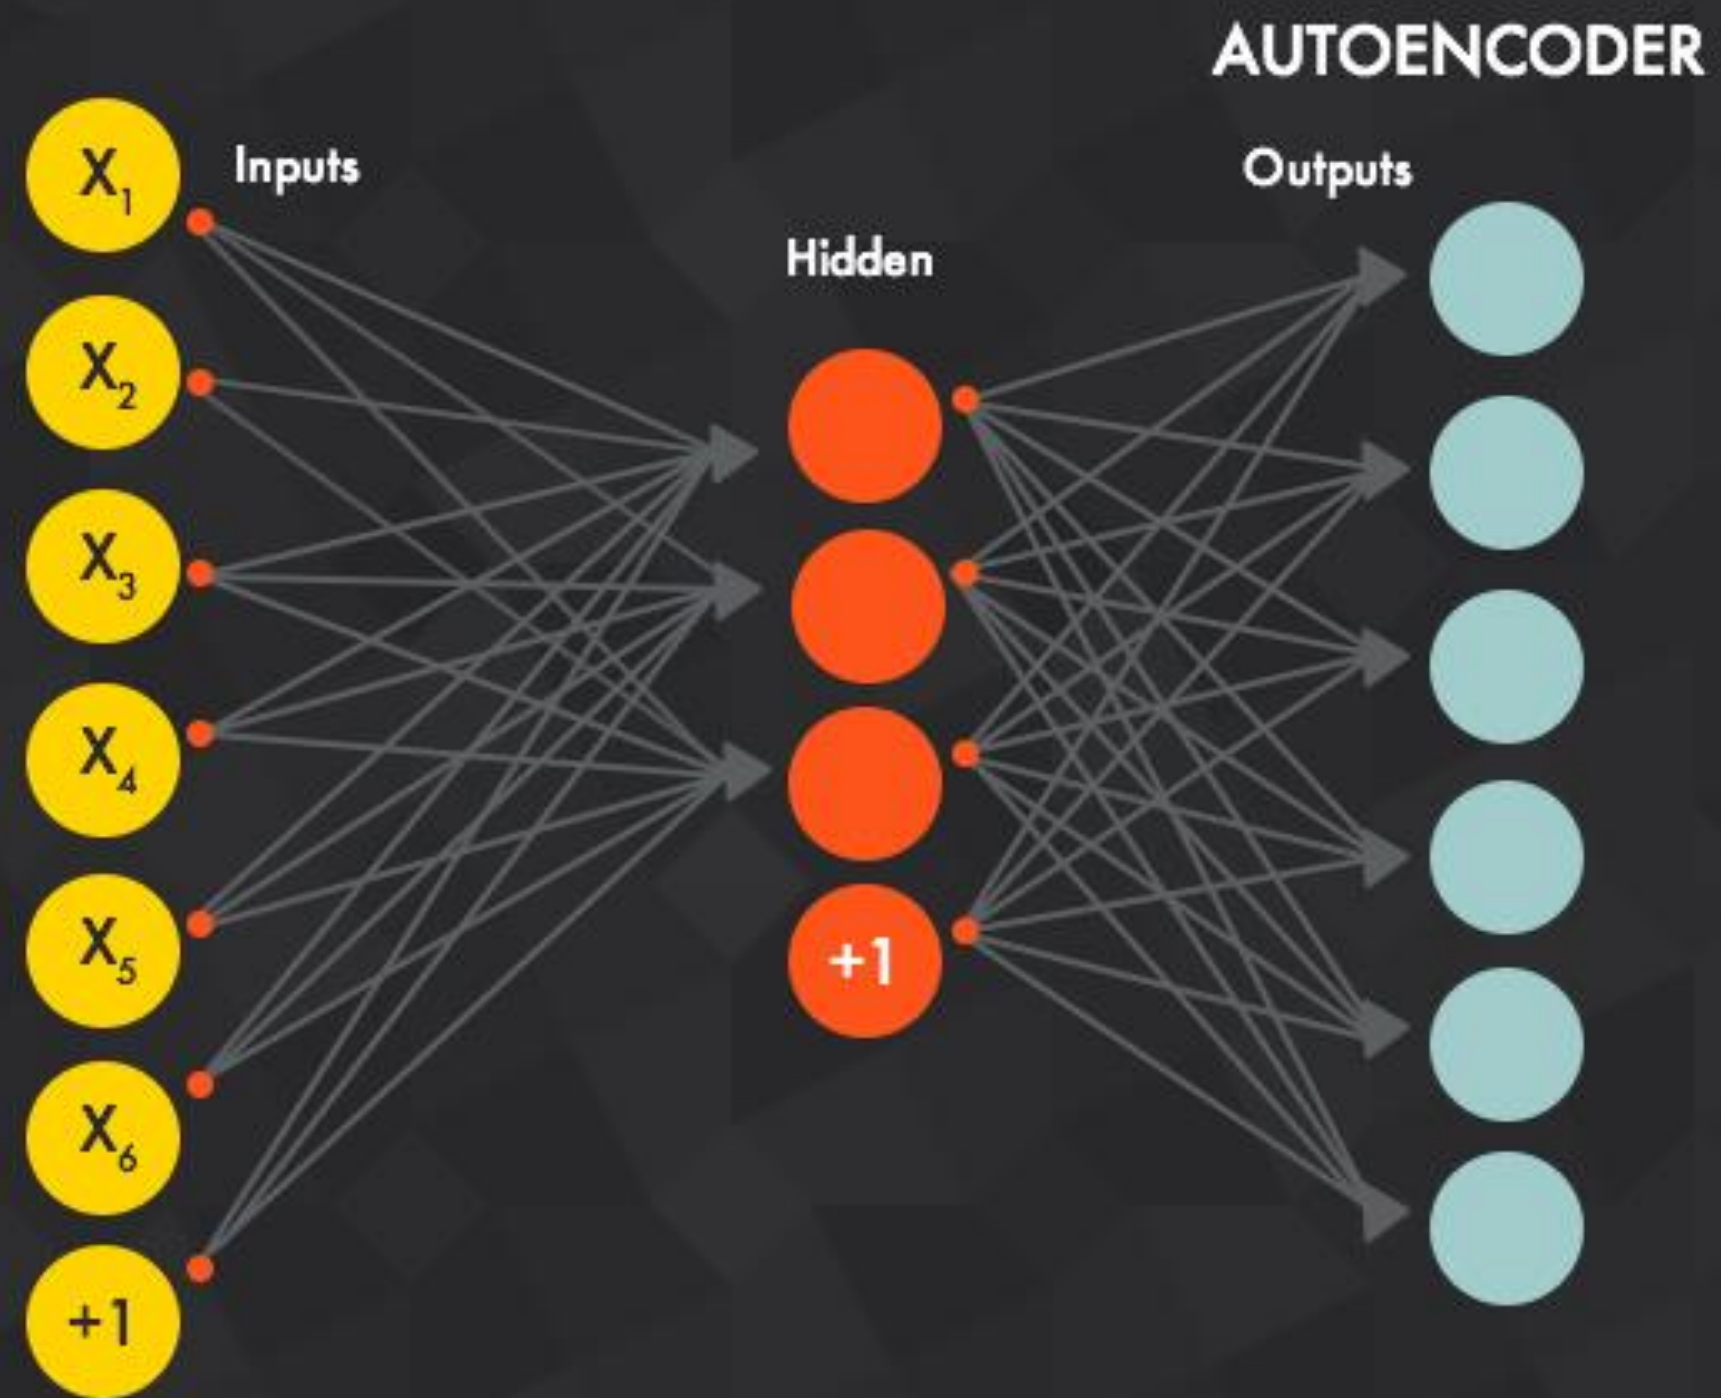 AUTOENCODER
Inputs
Outputs
Hidden
X₁
X₂
X₃
X₄
X₅
X₆
+1
+1